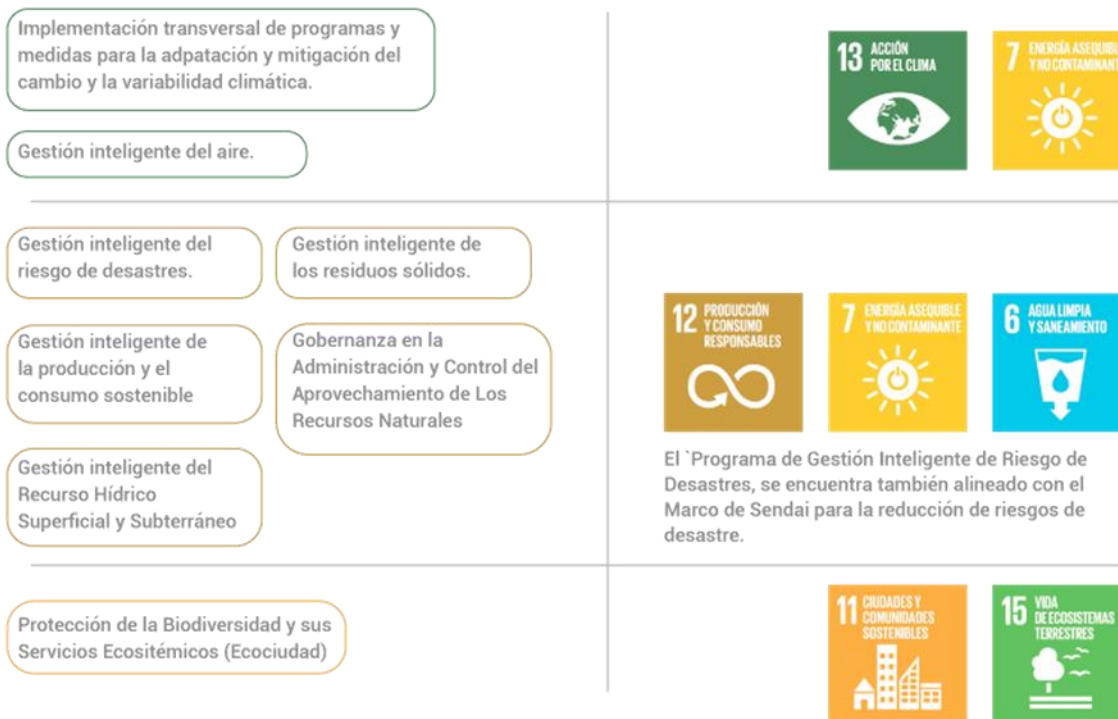 Implementación transversal de programas y
medidas para la adpatación y mitigación del
cambio y la variabilidad climática.
Gestión inteligente del aire.
13 ACCIÓN
POR EL CLIMA
7 ENERGÍA ASEQUIBLE
Y NO CONTAMINANT
Gestión inteligente del
riesgo de desastres.
Gestión inteligente de
los residuos sólidos.
Gestión inteligente de
la producción y el
consumo sostenible
Gobernanza en la
Administración y Control del
Aprovechamiento de Los
Recursos Naturales
Gestión inteligente del
Recurso Hídrico
Superficial y Subterráneo
12 PRODUCCIÓN
Y CONSUMO
RESPONSABLES
7 ENERGÍA ASEQUIBLE
Y NO CONTAMINANTE
6 AGUA LIMPIA
Y SANEAMIENTO
El `Programa de Gestión Inteligente de Riesgo de
Desastres, se encuentra también alineado con el
Marco de Sendai para la reducción de riesgos de
desastre.
Protección de la Biodiversidad y sus
Servicios Ecositémicos (Ecociudad)
11 CIUDADES Y
COMUNIDADES
SOSTENIBLES
15 VIDA
DE ECOSISTEMAS
TERRESTRES